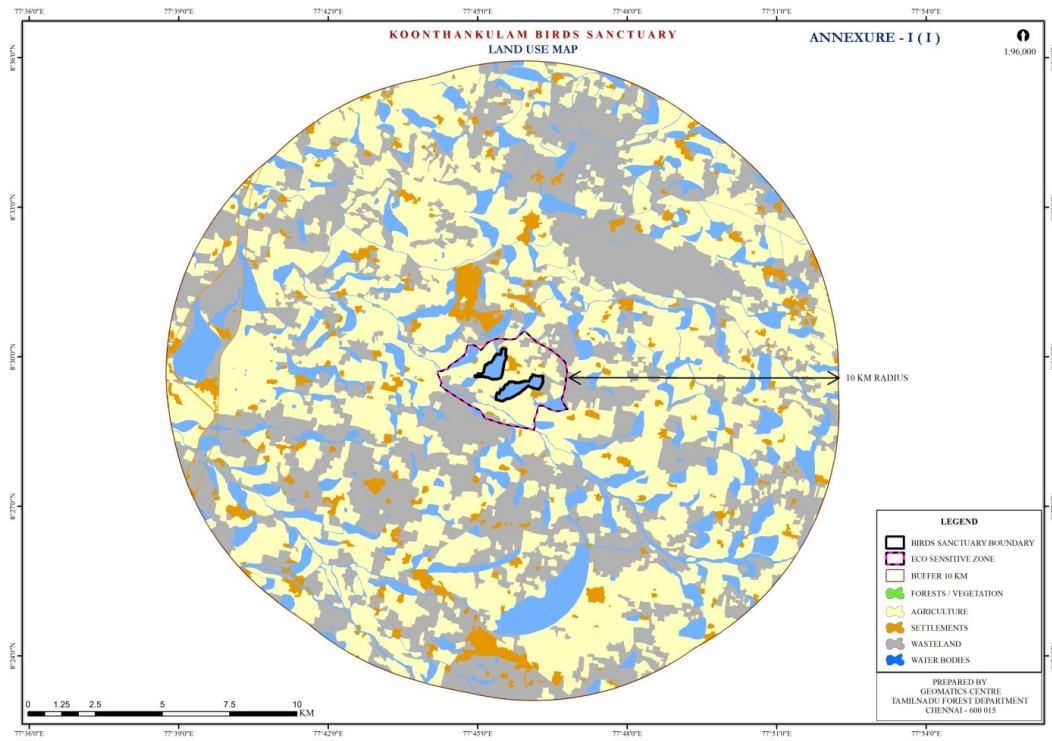 77°36'0"E 77°39'0"E 77°42'0"E 77°45'0"E 77°48'0"E 77°51'0"E 77°54'0"E
KOONTHANKULAM BIRDS SANCTUARY
LAND USE MAP
ANNEXURE - I ( I )
1:96,000
8°36'0"N
8°33'0"N
8°30'0"N
10 KM RADIUS
8°27'0"N
8°24'0"N
LEGEND
BIRDS SANCTUARY BOUNDARY
ECO SENSITIVE ZONE
BUFFER 10 KM
FORESTS / VEGETATION
AGRICULTURE
SETTLEMENTS
WASTELAND
WATER BODIES
PREPARED BY
GEOMATICS CENTRE
TAMILNADU FOREST DEPARTMENT
CHENNAI - 600 015
0 1.25 2.5 5 7.5 10
KM
77°36'0"E 77°39'0"E 77°42'0"E 77°45'0"E 77°48'0"E 77°51'0"E 77°54'0"E